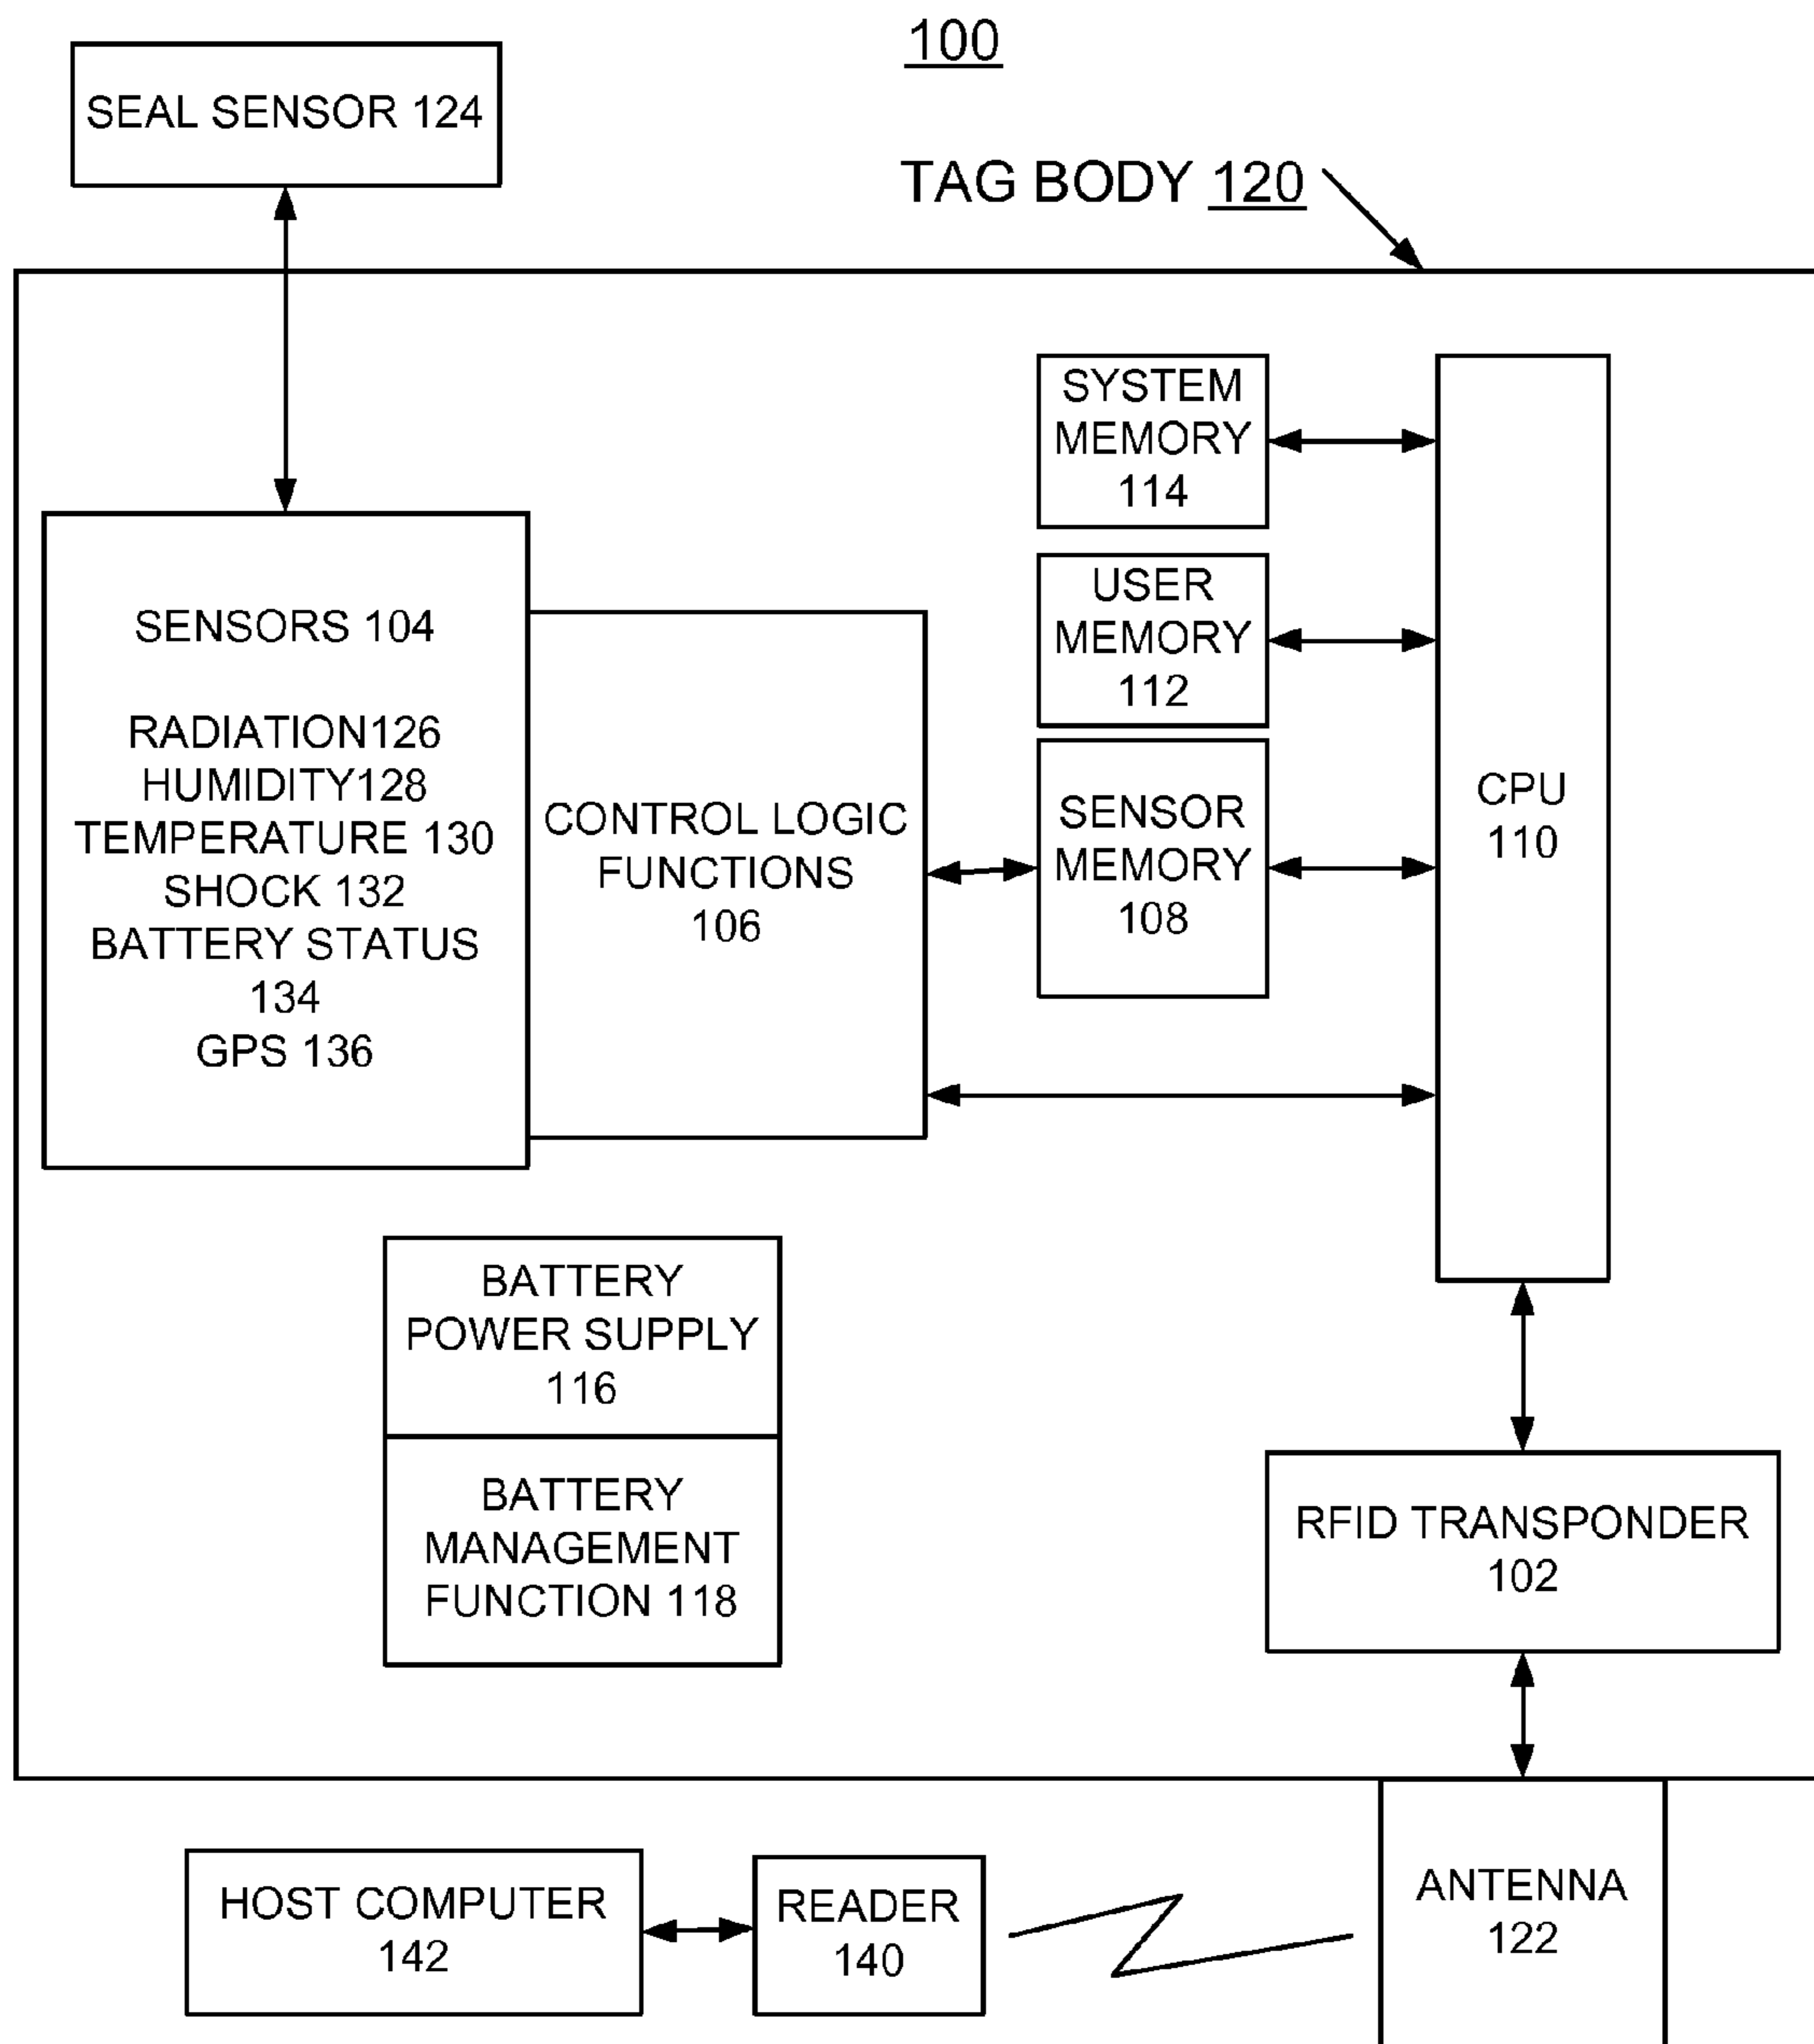 100
SEAL SENSOR 124
TAG BODY 120
SYSTEM
MEMORY
114
USER
MEMORY
112
SENSORS 104
RADIATION126
HUMIDITY128
TEMPERATURE 130
SHOCK 132
BATTERY STATUS
134
GPS 136
CONTROL LOGIC
FUNCTIONS
106
SENSOR
MEMORY
108
CPU
110
BATTERY
POWER SUPPLY
116
BATTERY
MANAGEMENT
FUNCTION 118
RFID TRANSPONDER
102
HOST COMPUTER
142
READER
140
ANTENNA
122